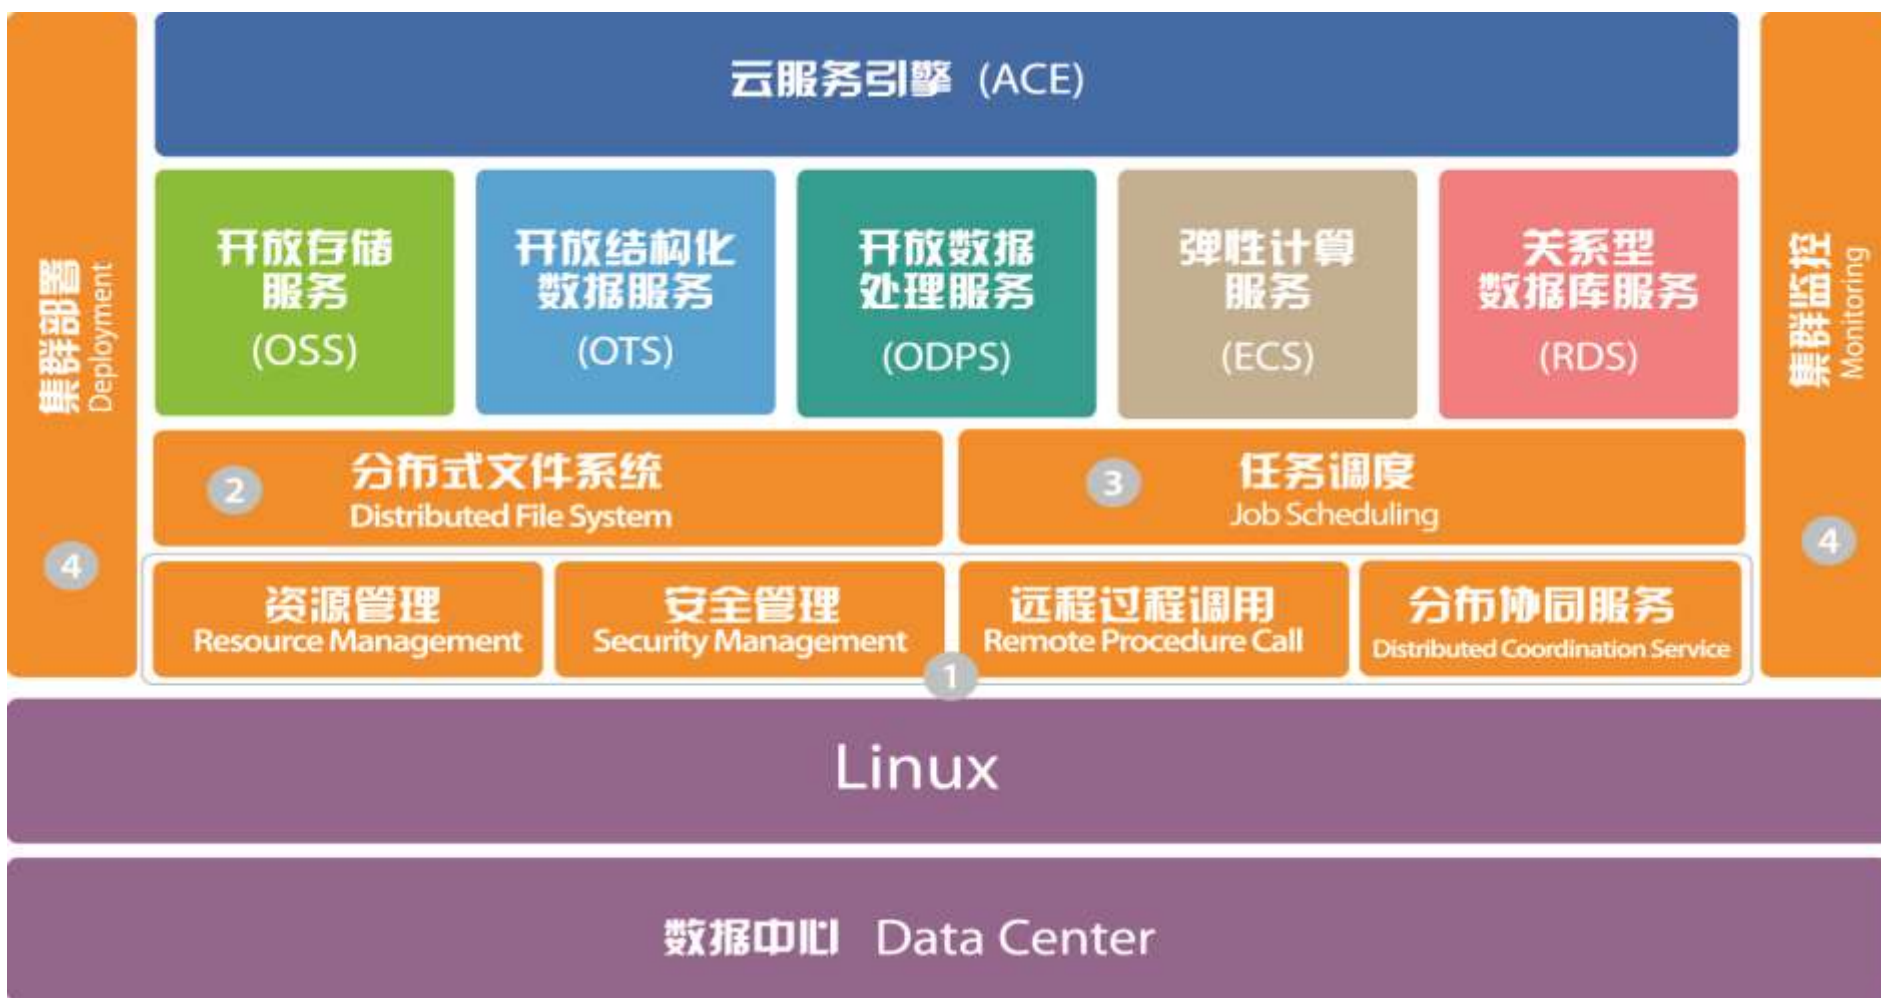 云服务引擎 (ACE)
集群部署
Deployment
开放存储
服务
(OSS)
开放结构化
数据服务
(OTS)
开放数据
处理服务
(ODPS)
弹性计算
服务
(ECS)
关系型
数据库服务
(RDS)
集群监控
Monitoring
2
分布式文件系统
Distributed File System
3
任务调度
Job Scheduling
4
4
资源管理
Resource Management
安全管理
Security Management
远程过程调用
Remote Procedure Call
分布协同服务
Distributed Coordination Service
1
Linux
数据中心 Data Center